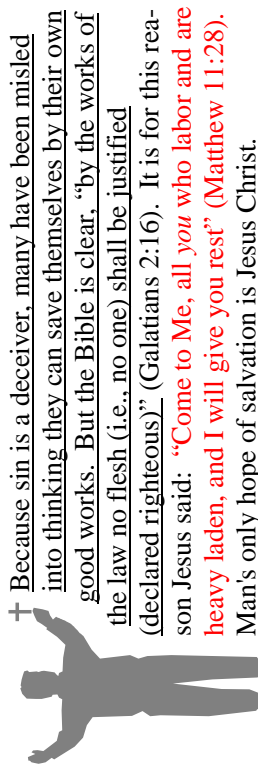 Because sin is a deceiver, many have been misled
into thinking they can save themselves by their own
good works. But the Bible is clear, “by the works of
the law no flesh (i.e., no one) shall be justified
(declared righteous)” (Galatians 2:16). It is for this rea-
son Jesus said: “Come to Me, all you who labor and are
heavy laden, and I will give you rest” (Matthew 11:28).
Man's only hope of salvation is Jesus Christ.